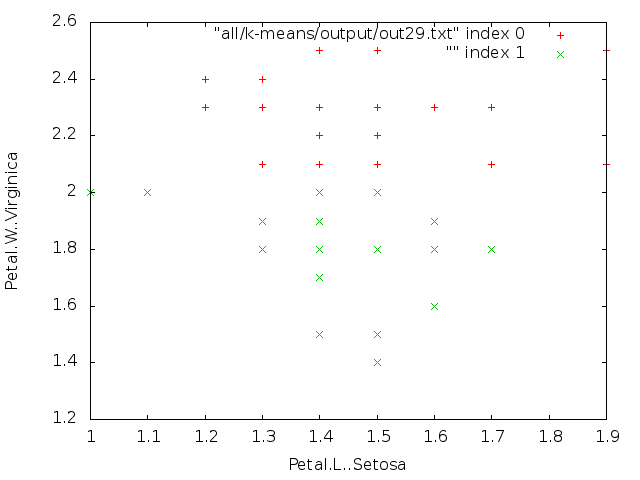 "all/k-means/output/out29.txt" index 0
"" index 1
2.6
2.4
2.2
2
1.8
1.6
1.4
1.2
Petal.W..Virginica
1 1.1 1.2 1.3 1.4 1.5 1.6 1.7 1.8 1.9
Petal.L..Setosa